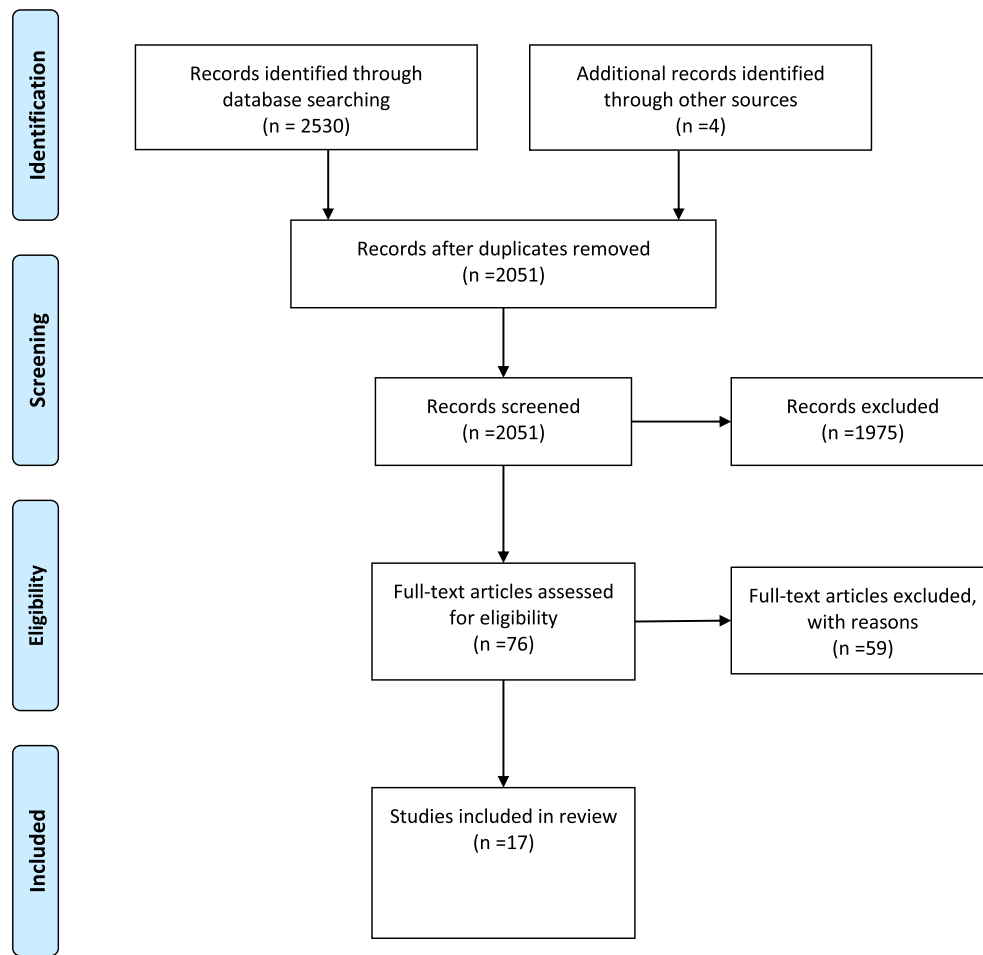 Identification
Records identified through
database searching
(n = 2530)
Additional records identified
through other sources
(n =4)
Records after duplicates removed
(n =2051)
Screening
Records screened
(n =2051)
Records excluded
(n =1975)
Eligibility
Full-text articles assessed
for eligibility
(n =76)
Full-text articles excluded,
with reasons
(n =59)
Included
Studies included in review
(n =17)